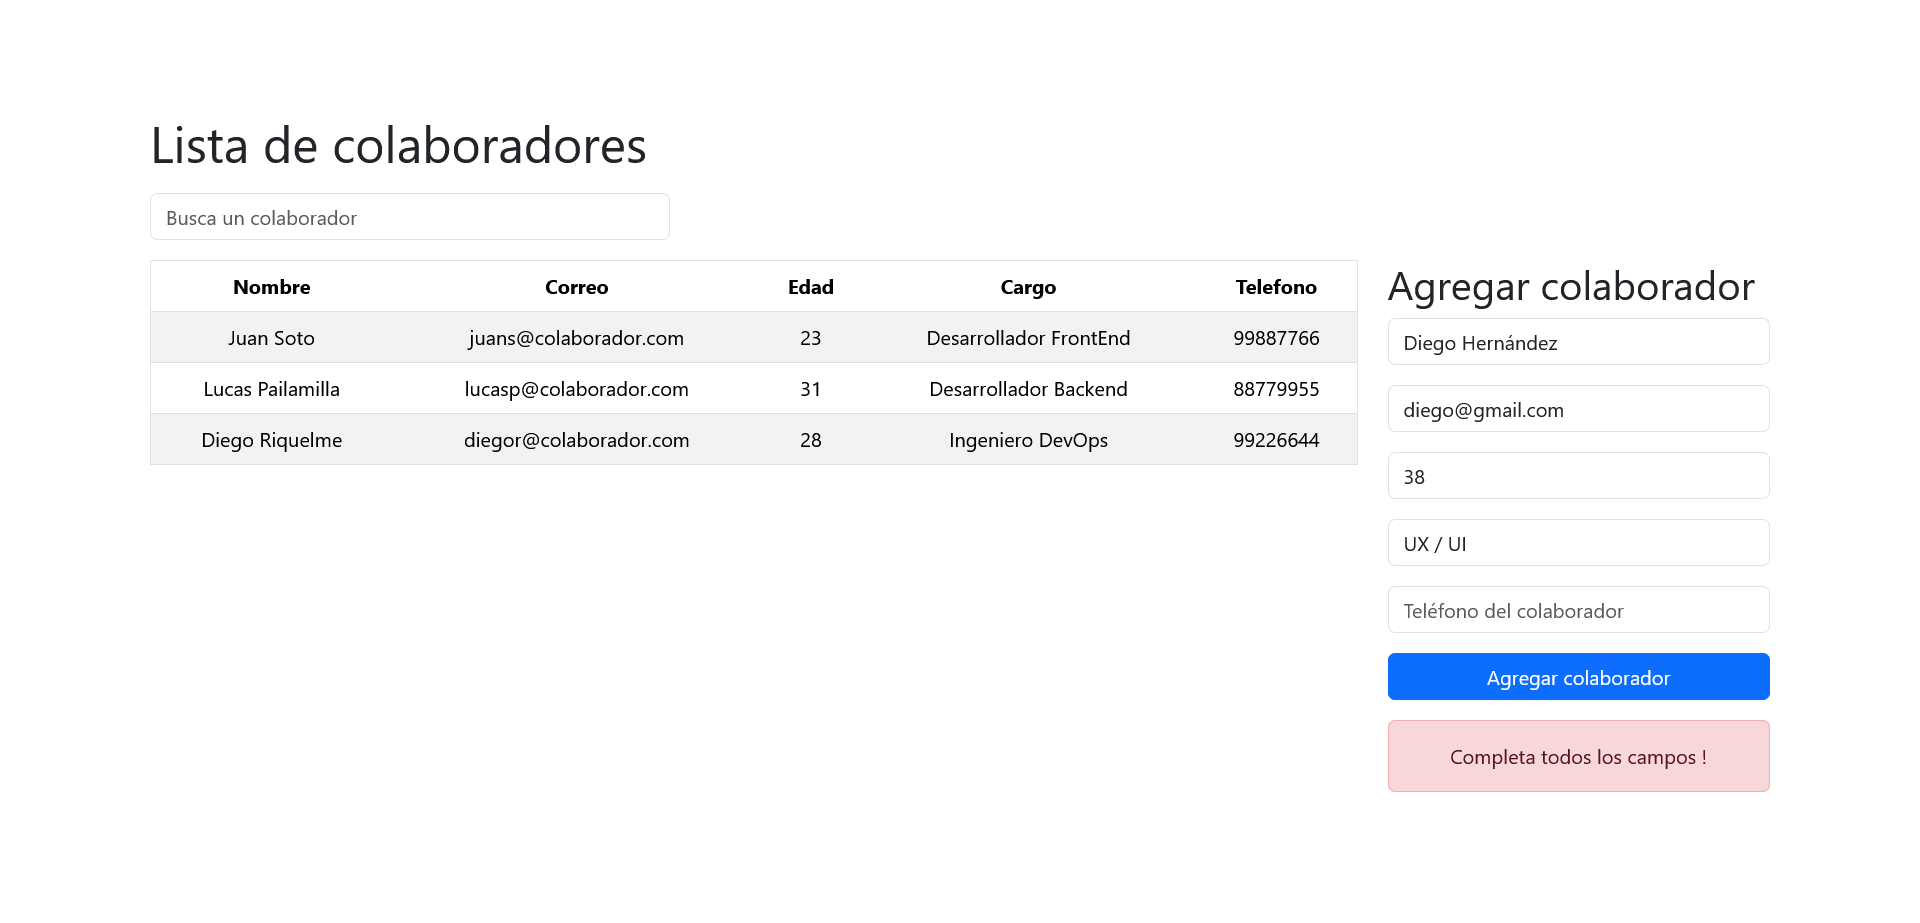 Lista de colaboradores
Busca un colaborador
Nombre Correo Edad Cargo Telefono
Juan Soto juans@colaborador.com 23 Desarrollador FrontEnd 99887766
Lucas Pailamilla lucasp@colaborador.com 31 Desarrollador Backend 88779955
Diego Riquelme diegor@colaborador.com 28 Ingeniero DevOps 99226644
Agregar colaborador
Diego Hernández
diego@gmail.com
38
UX / UI
Teléfono del colaborador
Agregar colaborador
Completa todos los campos !